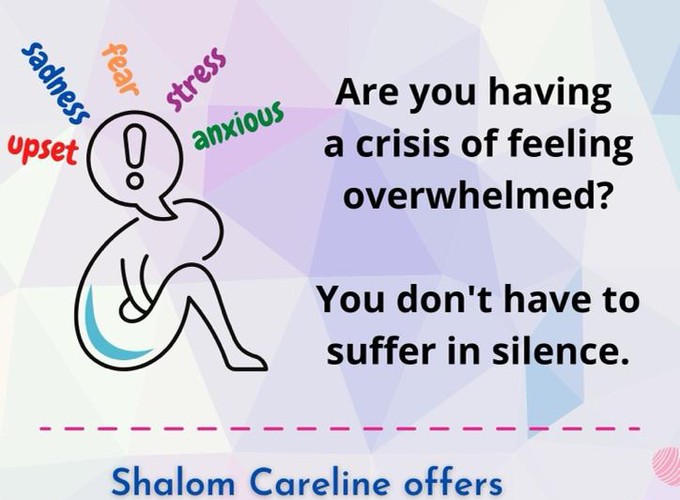 sadness
fear
stress
upset
anxious
Are you having
a crisis of feeling
overwhelmed?
You don't have to
suffer in silence.
Shalom Careline offers